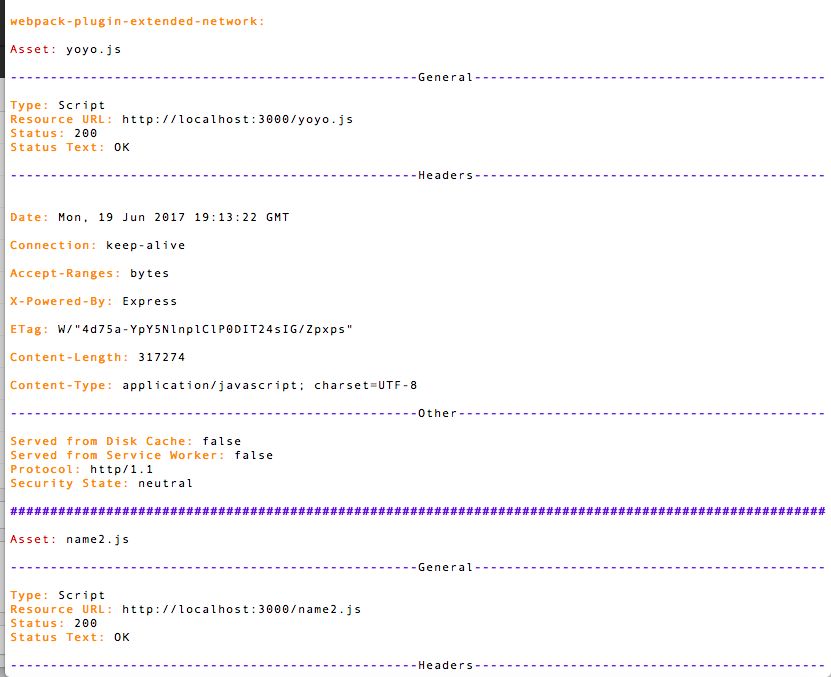 webpack-plugin-extended-network:
Asset: yoyo.js
---------------------------------------------------General--------------------------------------------
Type: Script
Resource URL: http://localhost:3000/yoyo.js
Status: 200
Status Text: OK
---------------------------------------------------Headers--------------------------------------------
Date: Mon, 19 Jun 2017 19:13:22 GMT
Connection: keep-alive
Accept-Ranges: bytes
X-Powered-By: Express
ETag: W/"4d75a-YpY5NlnplClP0DIT24sIG/Zpxps"
Content-Length: 317274
Content-Type: application/javascript; charset=UTF-8
---------------------------------------------------Other----------------------------------------------
Served from Disk Cache: false
Served from Service Worker: false
Protocol: http/1.1
Security State: neutral
######################################################################################################
Asset: name2.js
---------------------------------------------------General--------------------------------------------
Type: Script
Resource URL: http://localhost:3000/name2.js
Status: 200
Status Text: OK
---------------------------------------------------Headers--------------------------------------------